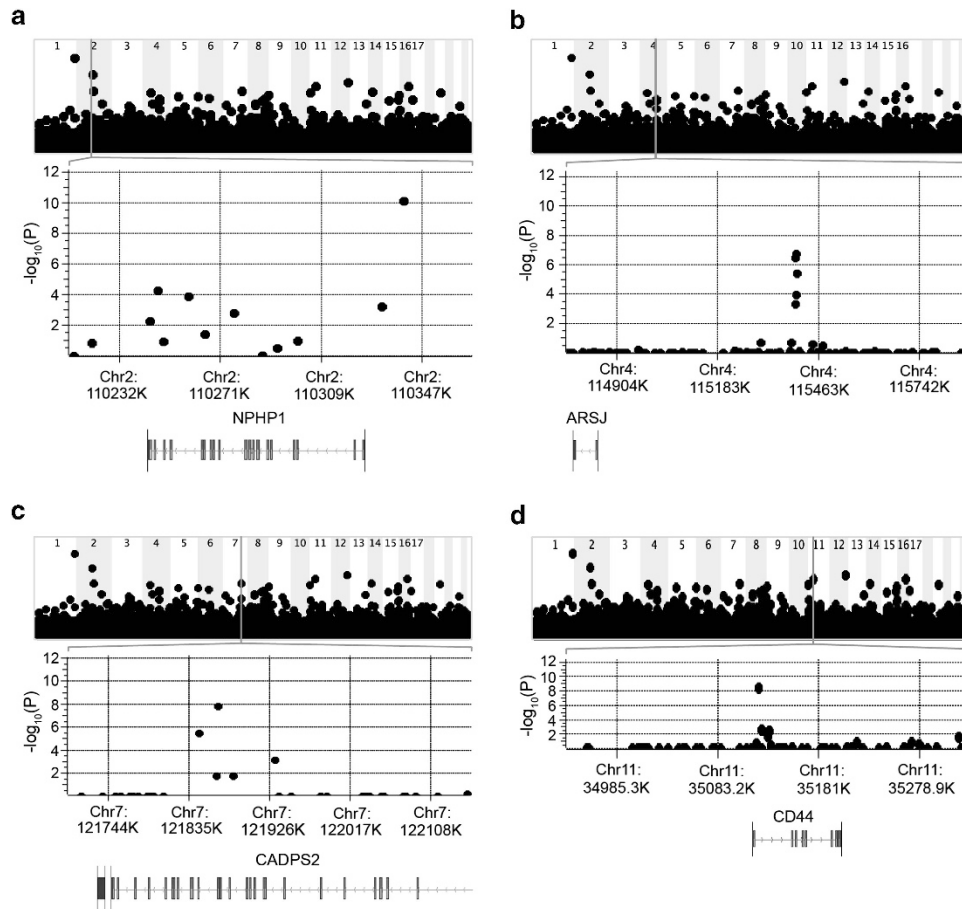 a
1 2 3 4 5 6 7 8 9 10 11 12 13 14 15 16 17
12
10
8
6
4
2
-log10(P)
Chr2: 110232K
Chr2: 110271K
Chr2: 110309K
Chr2: 110347K
NPHP1
b
1 2 3 4 5 6 7 8 9 10 11 12 13 14 15 16
12
10
8
6
4
2
-log10(P)
Chr4: 114904K
Chr4: 115183K
Chr4: 115463K
Chr4: 115742K
ARSJ
c
1 2 3 4 5 6 7 8 9 10 11 12 13 14 15 16 17
12
10
8
6
4
2
-log10(P)
Chr7: 121744K
Chr7: 121835K
Chr7: 121926K
Chr7: 122017K
Chr7: 122108K
CADPS2
d
1 2 3 4 5 6 7 8 9 10 11 12 13 14 15 16 17
12
10
8
6
4
2
-log10(P)
Chr11: 34985.3K
Chr11: 35083.2K
Chr11: 35181K
Chr11: 35278.9K
CD44